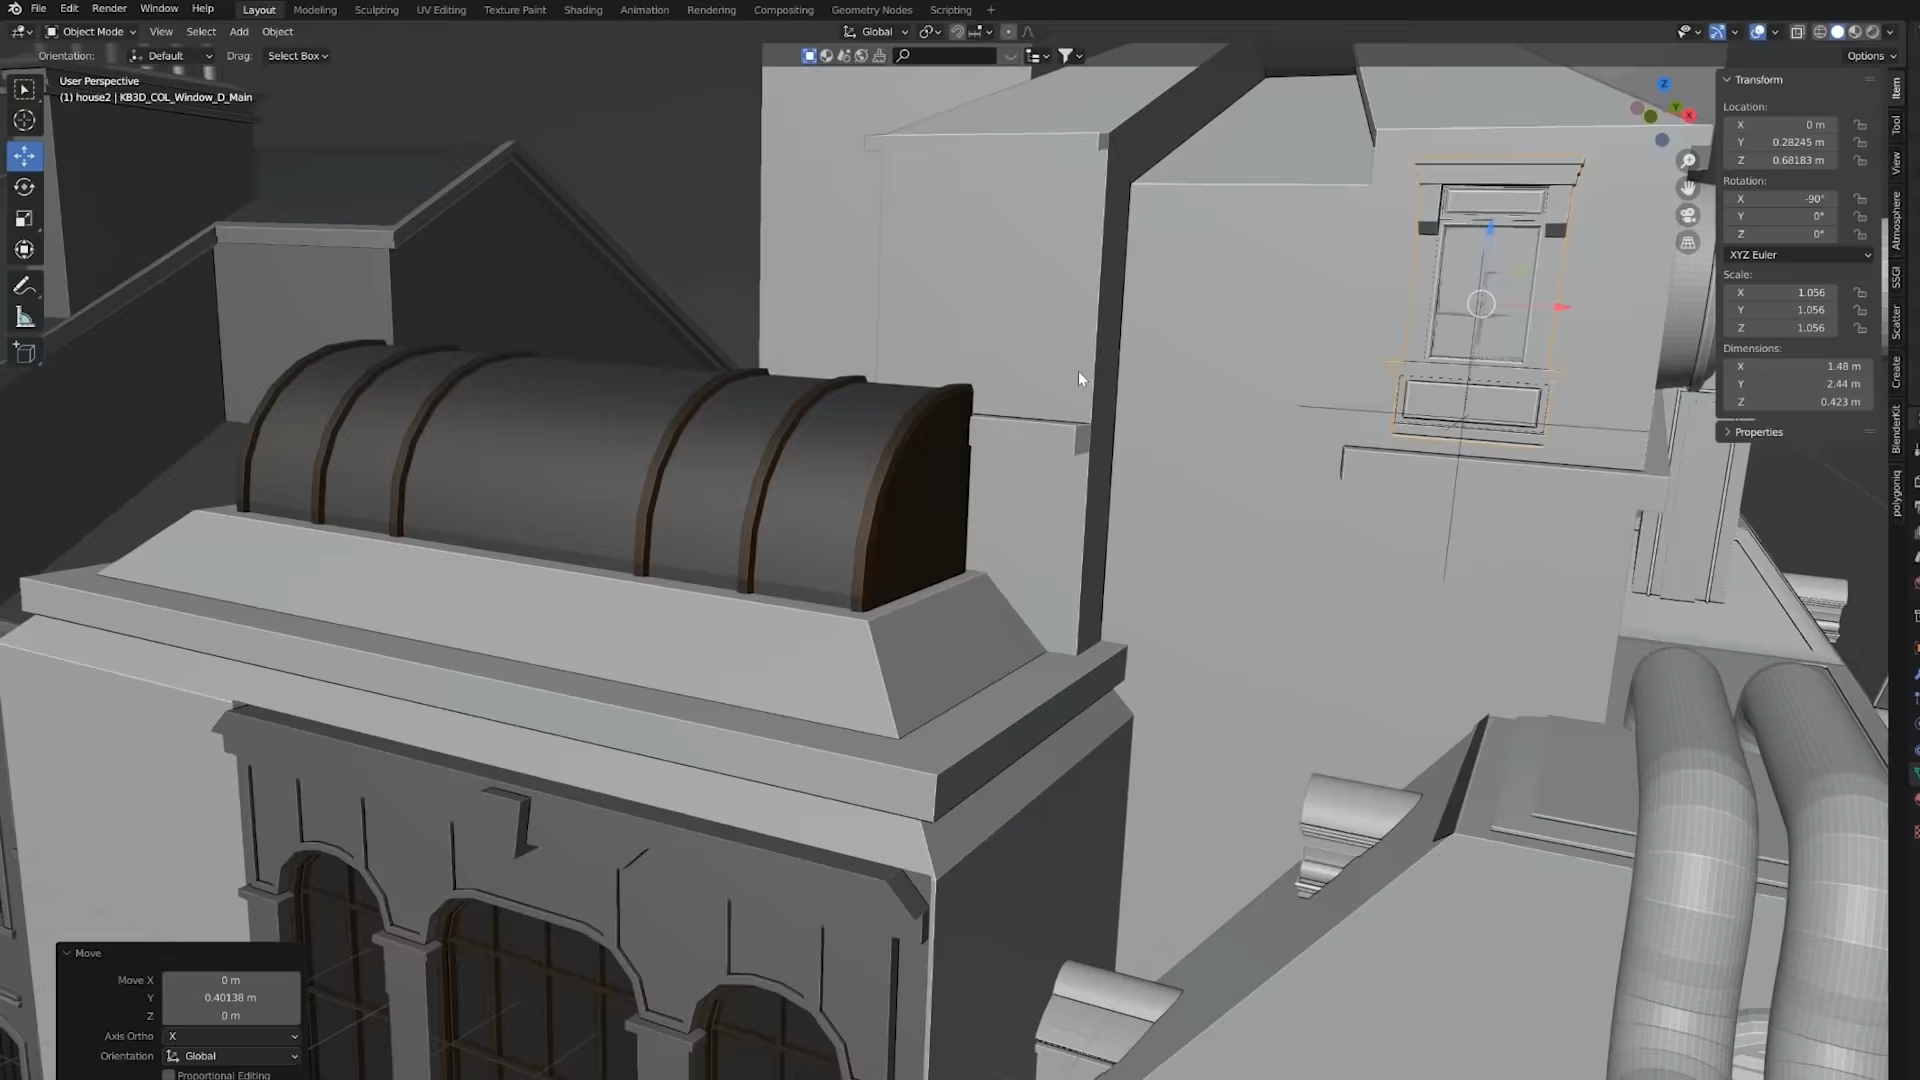 File Edit Render Window Help Layout Modeling Sculpting UV Editing Texture Paint Shading Animation Rendering Compositing Geometry Nodes Scripting +
Object Mode View Select Add Object Global
Orientation: Default Drag: Select Box Options
User Perspective
(1) house2 | KB3D_COL_Window_D_Main
Transform
Location:
X 0 m
Y 0.28245 m
Z 0.68183 m
Rotation:
X -90°
Y 0°
Z 0°
XYZ Euler
Scale:
X 1.056
Y 1.056
Z 1.056
Dimensions:
X 1.48 m
Y 2.44 m
Z 0.423 m
Properties
Item
Tool
View
Atmosphere
SSGI
Scatter
Create
BlenderKit
polygoniq
Z
Y
X
Move
Move X 0 m
Y 0.40138 m
Z 0 m
Axis Ortho X
Orientation Global
Proportional Editing